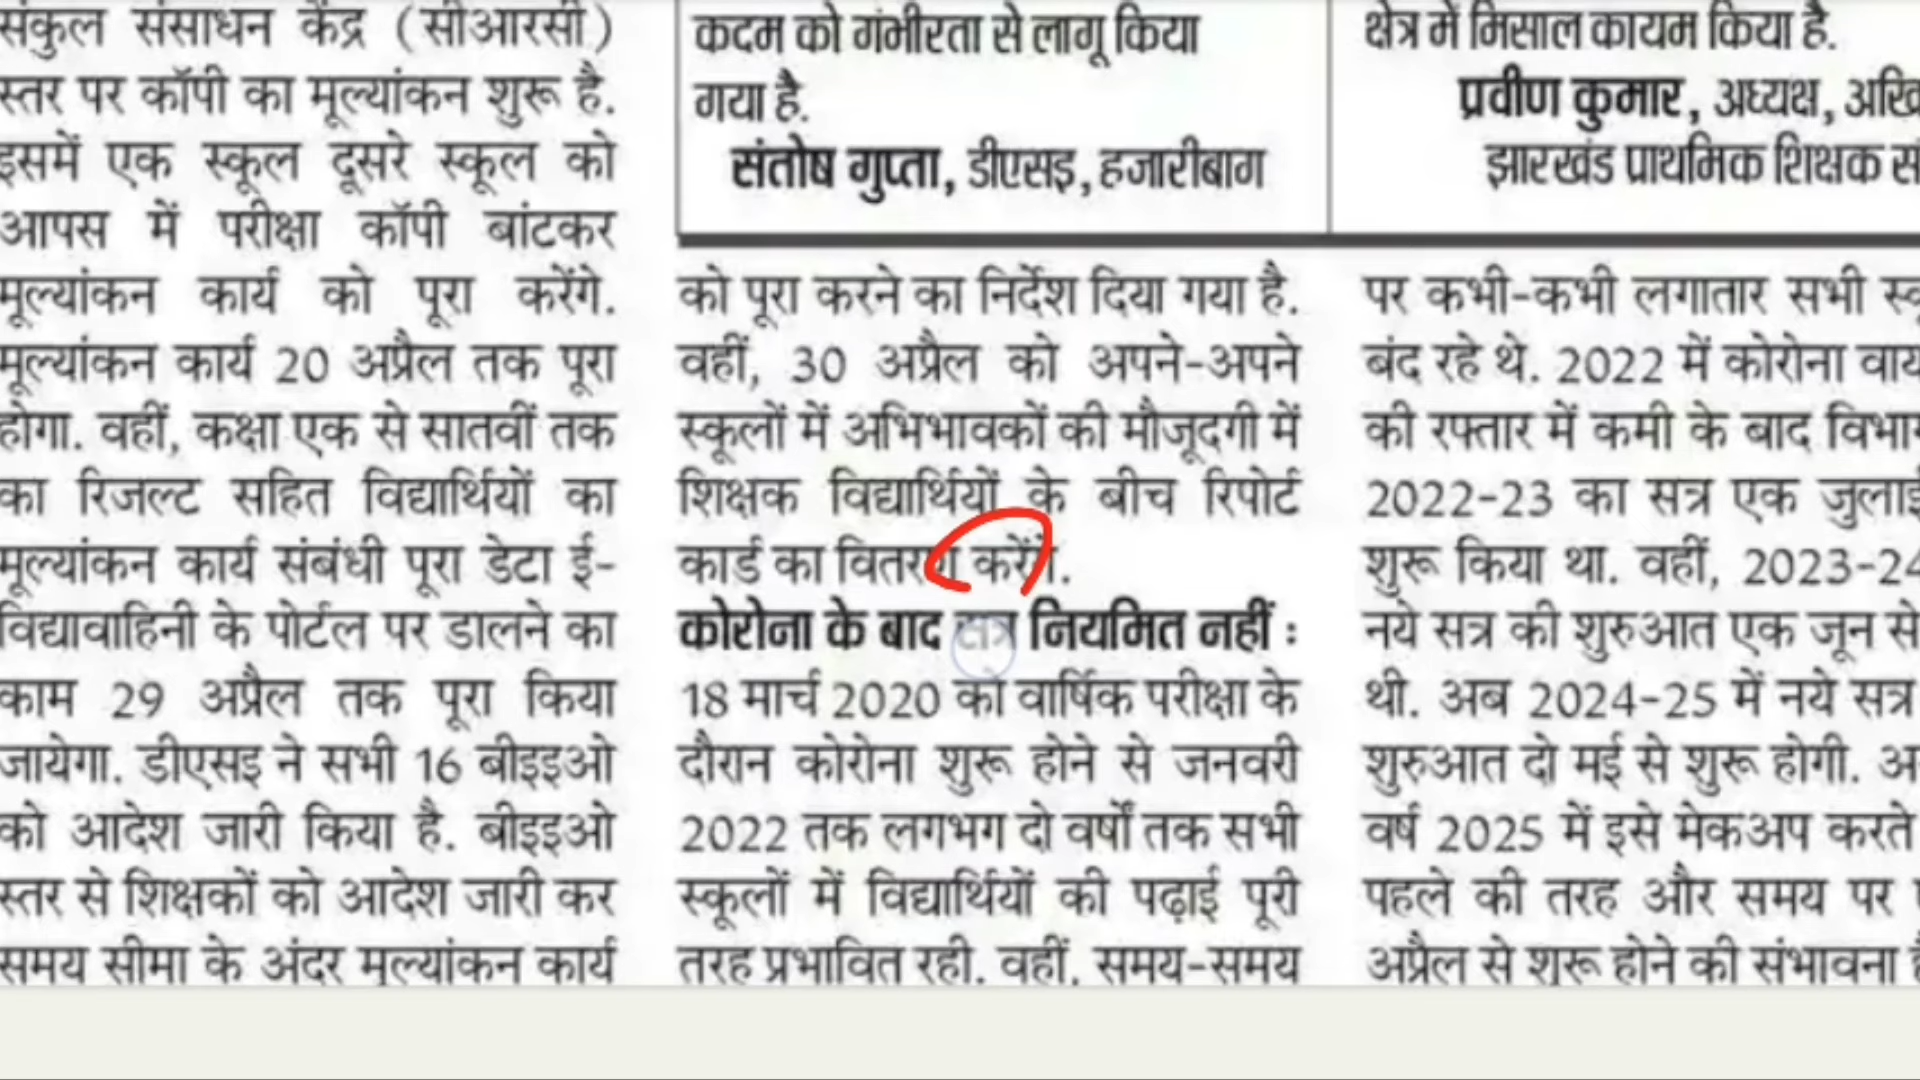 संकुल संसाधन केंद्र (सीआरसी)
स्तर पर कॉपी का मूल्यांकन शुरू है.
इसमें एक स्कूल दूसरे स्कूल को
आपस में परीक्षा कॉपी बांटकर
मूल्यांकन कार्य को पूरा करेंगे.
मूल्यांकन कार्य 20 अप्रैल तक पूरा
होगा. वहीं, कक्षा एक से सातवीं तक
का रिजल्ट सहित विद्यार्थियों का
मूल्यांकन कार्य संबंधी पूरा डेटा ई-
विद्यावाहिनी के पोर्टल पर डालने का
काम 29 अप्रैल तक पूरा किया
जायेगा. डीएसइ ने सभी 16 बीइइओ
को आदेश जारी किया है. बीइइओ
स्तर से शिक्षकों को आदेश जारी कर
समय सीमा के अंदर मूल्यांकन कार्य
कदम को गंभीरता से लागू किया
गया है.
संतोष गुप्ता, डीएसइ, हजारीबाग
को पूरा करने का निर्देश दिया गया है.
वहीं, 30 अप्रैल को अपने-अपने
स्कूलों में अभिभावकों की मौजूदगी में
शिक्षक विद्यार्थियों के बीच रिपोर्ट
कार्ड का वितरण करेंगे.
कोरोना के बाद सत्र नियमित नहीं :
18 मार्च 2020 को वार्षिक परीक्षा के
दौरान कोरोना शुरू होने से जनवरी
2022 तक लगभग दो वर्षों तक सभी
स्कूलों में विद्यार्थियों की पढ़ाई पूरी
तरह प्रभावित रही. वहीं, समय-समय
क्षेत्र में मिसाल कायम किया है.
प्रवीण कुमार, अध्यक्ष,
झारखंड प्राथमिक शिक्षक
पर कभी-कभी लगातार सभी
बंद रहे थे. 2022 में कोरोना
की रफ्तार में कमी के बाद
2022-23 का सत्र एक जुलाई
शुरू किया था. वहीं, 2023-24
नये सत्र की शुरुआत एक जून से
थी. अब 2024-25 में नये सत्र
शुरुआत दो मई से शुरू होगी.
वर्ष 2025 में इसे मेकअप करते
पहले की तरह और समय पर
अप्रैल से शुरू होने की संभावना